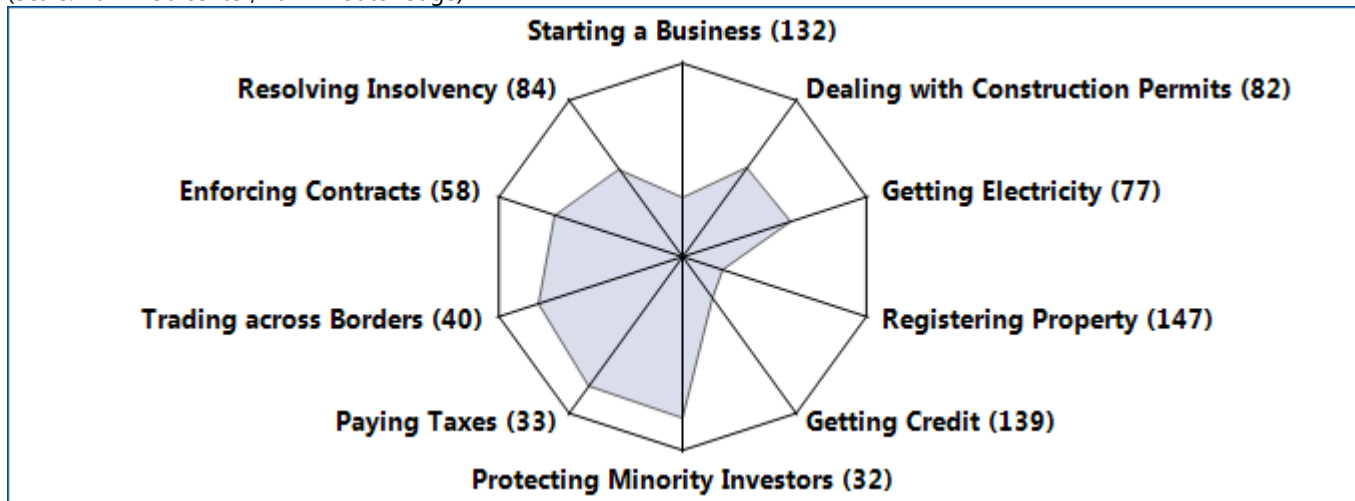 Starting a Business (132)
Resolving Insolvency (84)
Dealing with Construction Permits (82)
Enforcing Contracts (58)
Getting Electricity (77)
Trading across Borders (40)
Registering Property (147)
Paying Taxes (33)
Getting Credit (139)
Protecting Minority Investors (32)